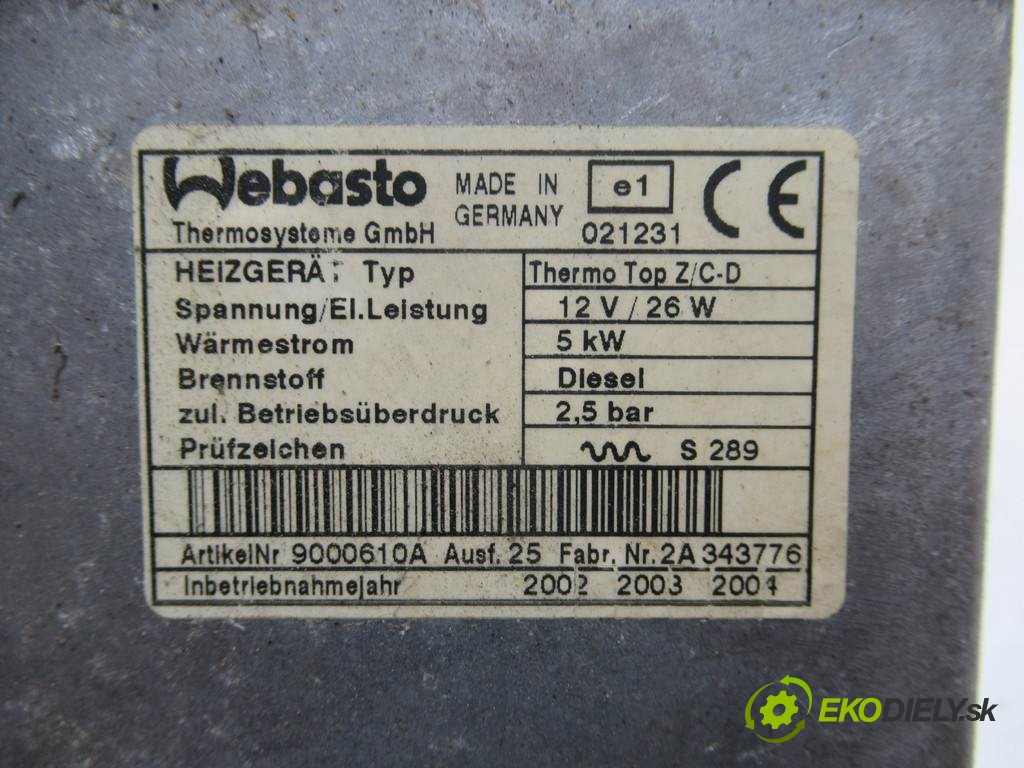 Webasto
Thermosysteme GmbH
MADE IN
GERMANY
e1
021231
CE
HEIZGERÄT Typ Thermo Top Z/C-D
Spannung/El.Leistung 12 V / 26 W
Wärmestrom 5 kW
Brennstoff Diesel
zul. Betriebsüberdruck 2,5 bar
Prüfzeichen S 289
ArtikelNr 9000610A Ausf. 25 Fabr. Nr. 2A 343776
Inbetriebnahmejahr 2002 2003 2004
EKODIELY.sk